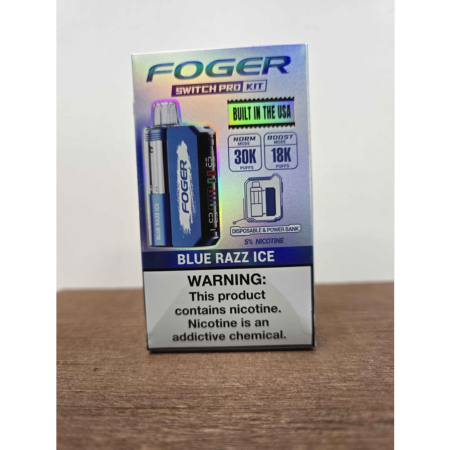 FOGER
SWITCH PRO KIT
BUILT IN THE USA
NORM MODE
30K
PUFFS
BOOST MODE
18K
PUFFS
FOGER
BLUE RAZZ ICE
DISPOSABLE & POWER BANK
5% NICOTINE
BLUE RAZZ ICE
WARNING:
This product
contains nicotine.
Nicotine is an
addictive chemical.